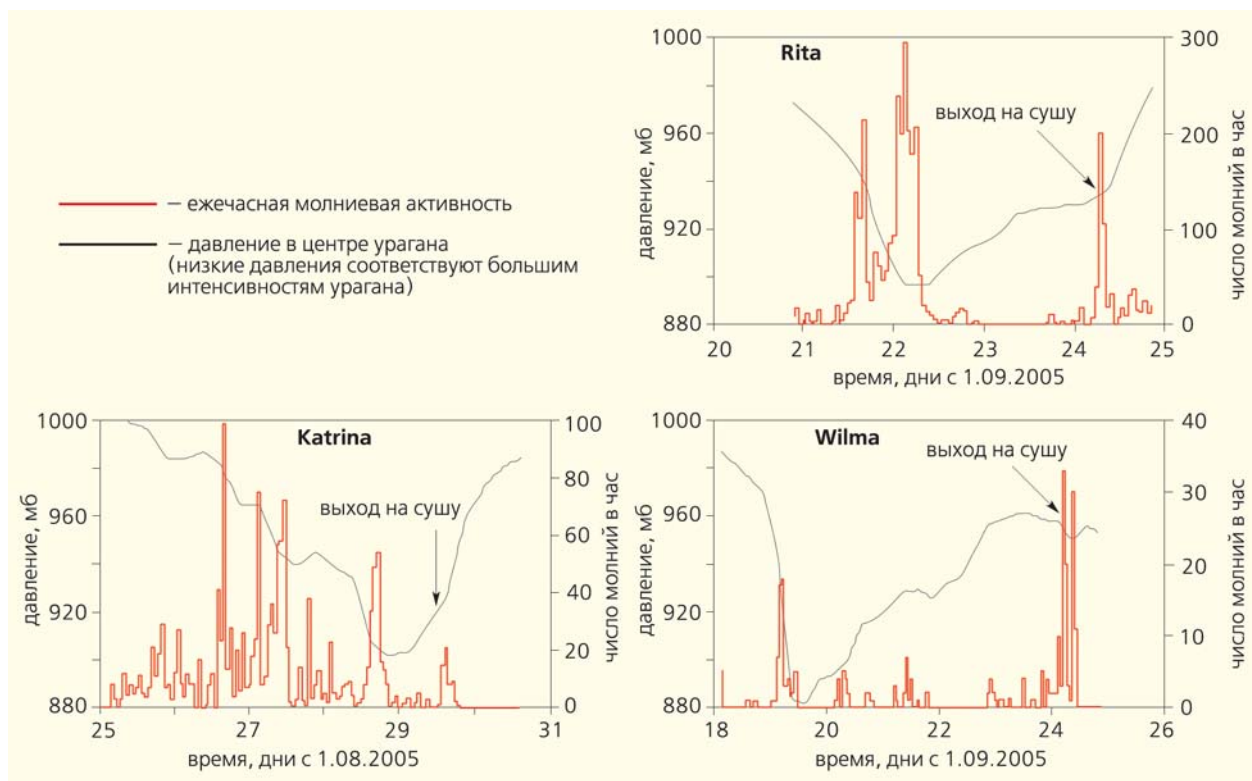 — ежечасная молниевая активность
— давление в центре урагана
(низкие давления соответствуют большим
интенсивностям урагана)
Rita
выход на сушу
давление, мб
1000
960
920
880
число молний в час
300
200
100
0
20 21 22 23 24 25
время, дни с 1.09.2005
Katrina
выход на сушу
давление, мб
1000
960
920
880
число молний в час
100
80
60
40
20
0
25 27 29 31
время, дни с 1.08.2005
Wilma
выход на сушу
давление, мб
1000
960
920
880
число молний в час
40
30
20
10
0
18 20 22 24 26
время, дни с 1.09.2005